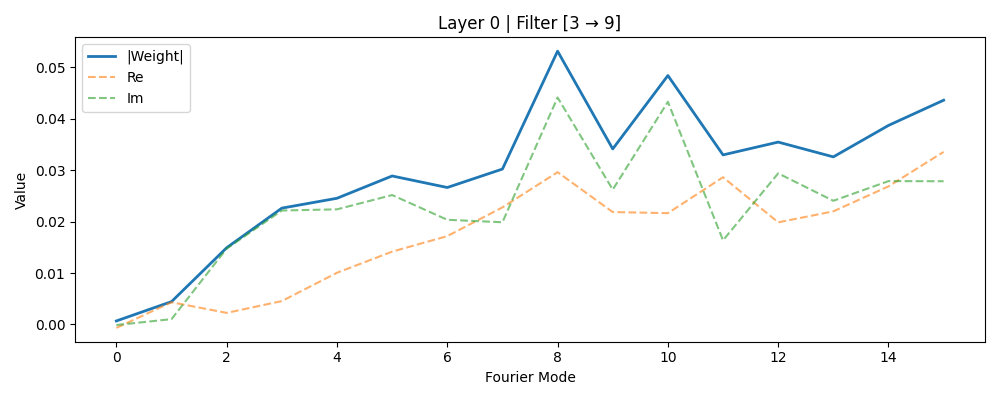 Layer 0 | Filter [3 → 9]
|Weight|
Re
Im
Value
0.05
0.04
0.03
0.02
0.01
0.00
0 2 4 6 8 10 12 14
Fourier Mode